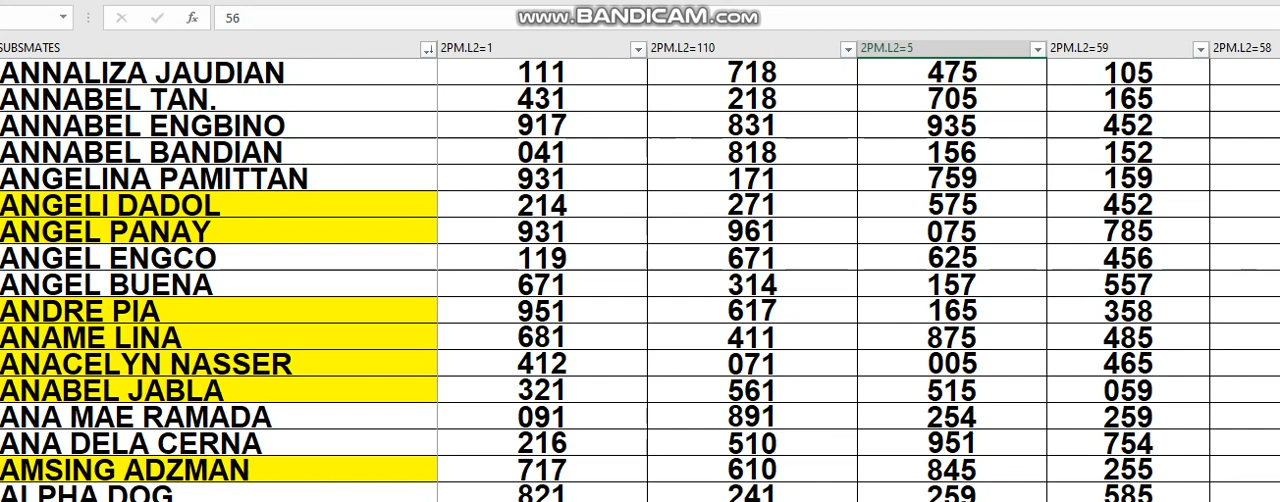 56
www.BANDICAM.com
SUBSMATES 2PM.L2=1 2PM.L2=110 2PM.L2=5 2PM.L2=59 2PM.L2=58
ANNALIZA JAUDIAN 111 718 475 105
ANNABEL TAN. 431 218 705 165
ANNABEL ENGBINO 917 831 935 452
ANNABEL BANDIAN 041 818 156 152
ANGELINA PAMITTAN 931 171 759 159
ANGELI DADOL 214 271 575 452
ANGEL PANAY 931 961 075 785
ANGEL ENGCO 119 671 625 456
ANGEL BUENA 671 314 157 557
ANDRE PIA 951 617 165 358
ANAME LINA 681 411 875 485
ANACELYN NASSER 412 071 005 465
ANABEL JABLA 321 561 515 059
ANA MAE RAMADA 091 891 254 259
ANA DELA CERNA 216 510 951 754
AMSING ADZMAN 717 610 845 255
ALPHA DOG 821 241 259 585